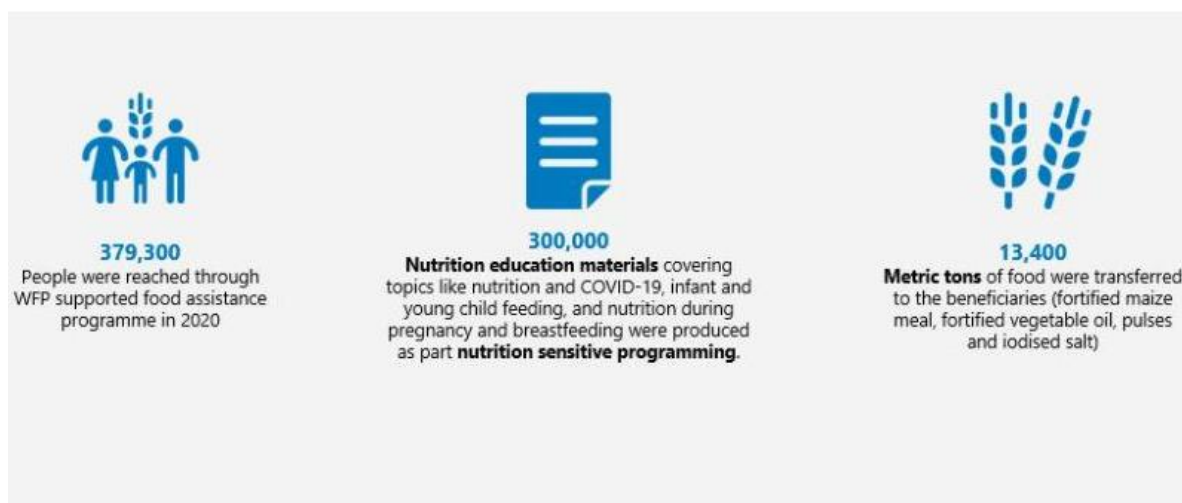 379,300
People were reached through
WFP supported food assistance
programme in 2020
300,000
Nutrition education materials covering
topics like nutrition and COVID-19, infant and
young child feeding, and nutrition during
pregnancy and breastfeeding were produced
as part nutrition sensitive programming.
13,400
Metric tons of food were transferred
to the beneficiaries (fortified maize
meal, fortified vegetable oil, pulses
and iodised salt)